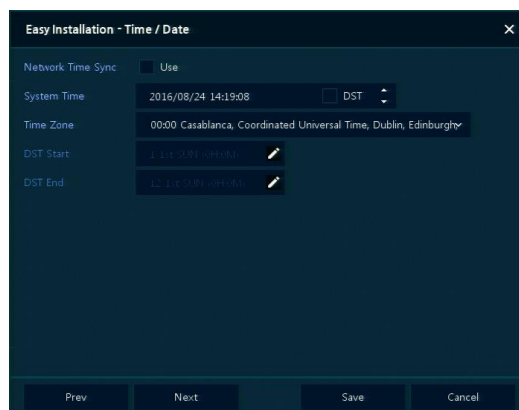 Easy Installation - Time / Date
Network Time Sync Use
System Time 2016/08/24 14:19:08 DST
Time Zone 00:00 Casablanca, Coordinated Universal Time, Dublin, Edinburgh
DST Start
DST End
Prev Next Save Cancel